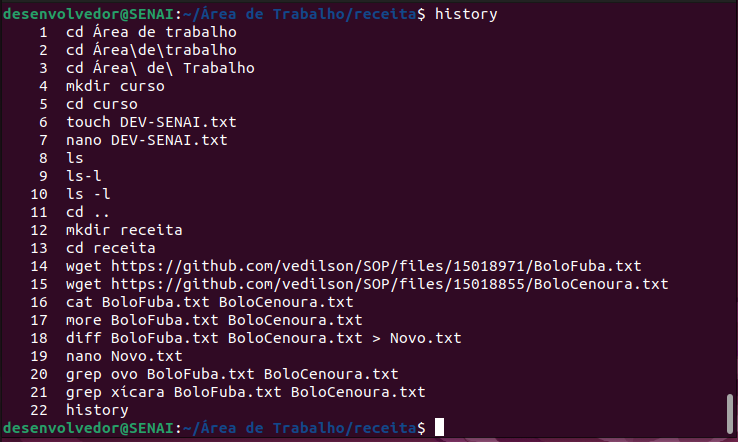 desenvolvedor@SENAI:~/Área de Trabalho/receita$ history
1 cd Área de trabalho
2 cd Área\de\trabalho
3 cd Área\ de\ Trabalho
4 mkdir curso
5 cd curso
6 touch DEV-SENAI.txt
7 nano DEV-SENAI.txt
8 ls
9 ls-l
10 ls -l
11 cd ..
12 mkdir receita
13 cd receita
14 wget https://github.com/vedilson/SOP/files/15018971/BoloFuba.txt
15 wget https://github.com/vedilson/SOP/files/15018855/BoloCenoura.txt
16 cat BoloFuba.txt BoloCenoura.txt
17 more BoloFuba.txt BoloCenoura.txt
18 diff BoloFuba.txt BoloCenoura.txt > Novo.txt
19 nano Novo.txt
20 grep ovo BoloFuba.txt BoloCenoura.txt
21 grep xícara BoloFuba.txt BoloCenoura.txt
22 history
desenvolvedor@SENAI:~/Área de Trabalho/receita$